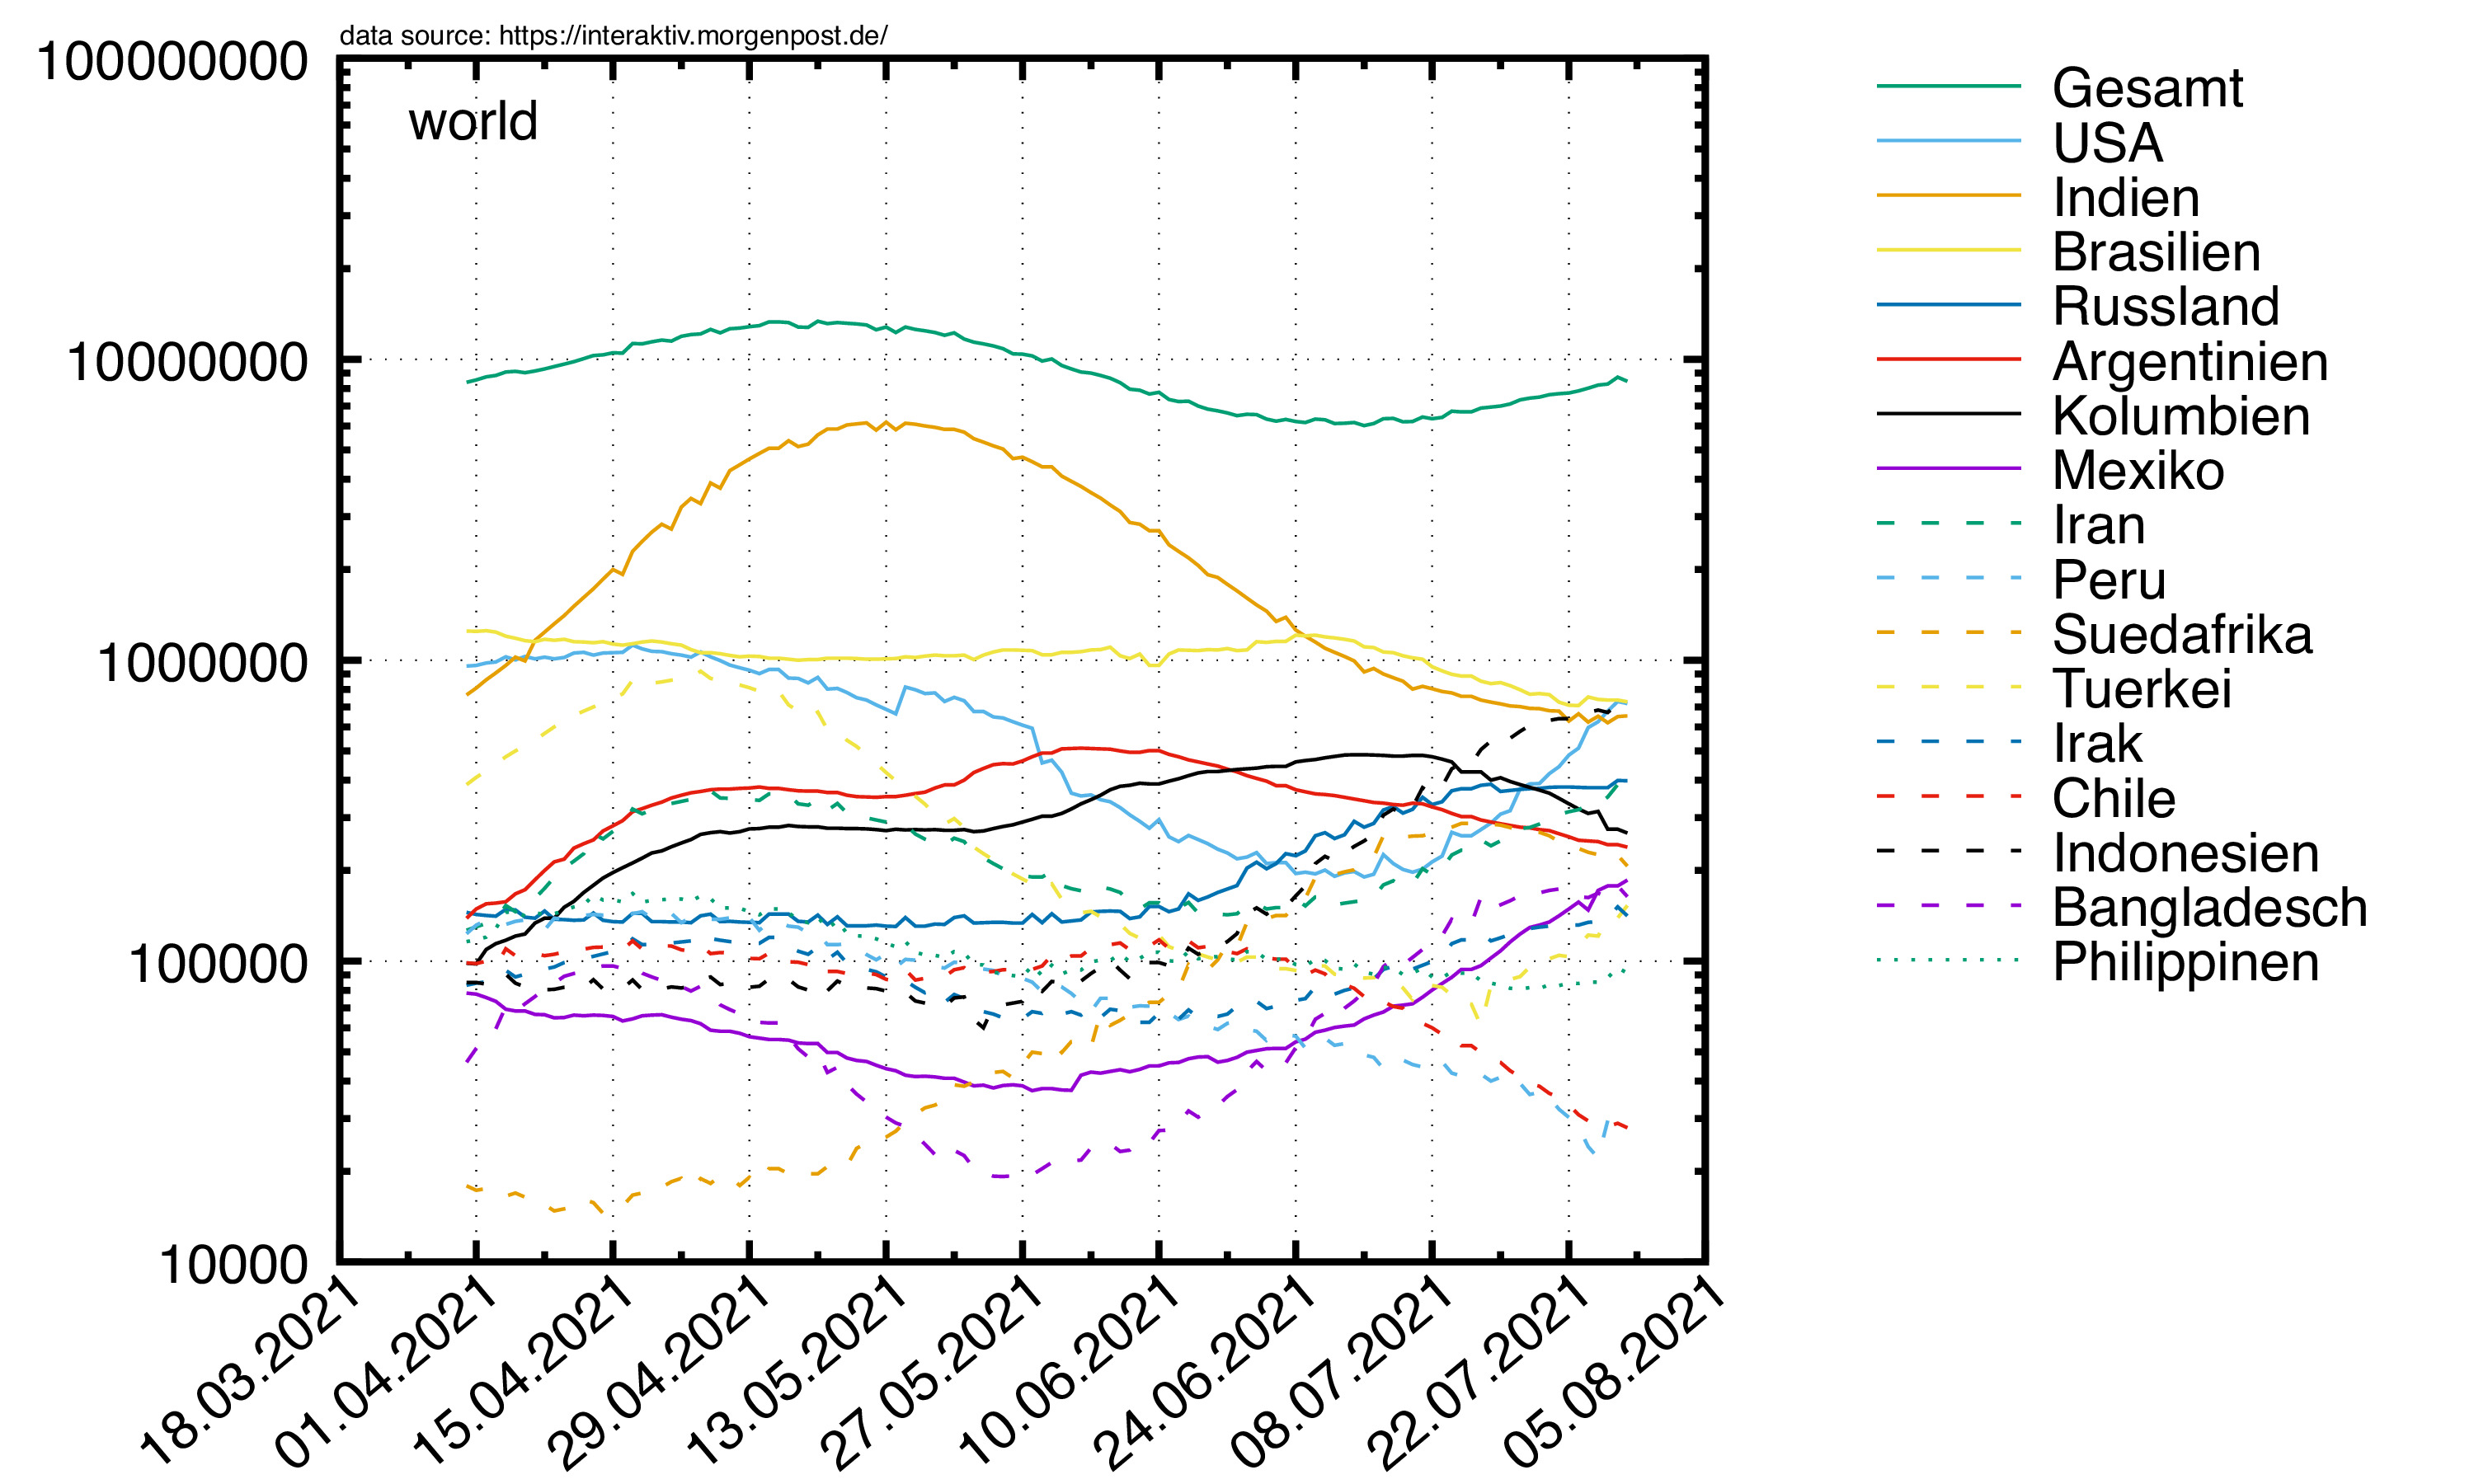 data source: https://interaktiv.morgenpost.de/
world
100000000
10000000
1000000
100000
10000
18.03.2021
01.04.2021
15.04.2021
29.04.2021
13.05.2021
27.05.2021
10.06.2021
24.06.2021
08.07.2021
22.07.2021
05.08.2021
Gesamt
USA
Indien
Brasilien
Russland
Argentinien
Kolumbien
Mexiko
Iran
Peru
Suedafrika
Tuerkei
Irak
Chile
Indonesien
Bangladesch
Philippinen